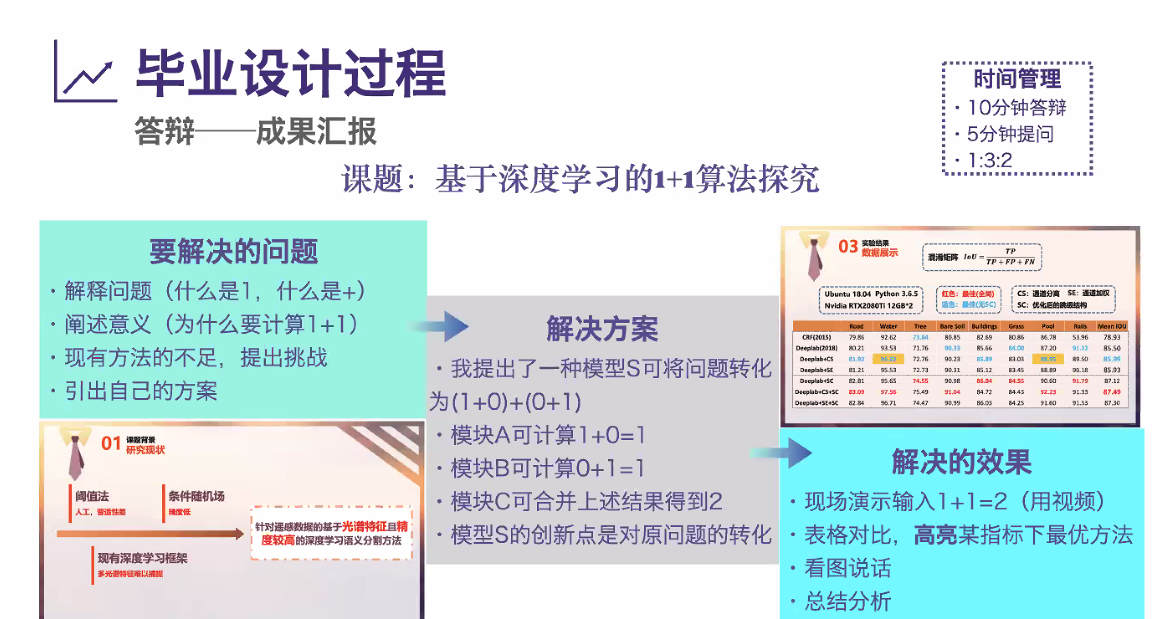 毕业设计过程
答辩——成果汇报
时间管理
·10分钟答辩
·5分钟提问
·1:3:2
课题：基于深度学习的1+1算法探究
要解决的问题
·解释问题（什么是1，什么是+）
·阐述意义（为什么要计算1+1）
·现有方法的不足，提出挑战
·引出自己的方案
01 课题背景
研究现状
阈值法
人工，普适性差
条件随机场
精度低
针对遥感数据的基于光谱特征且精
度较高的深度学习语义分割方法
现有深度学习框架
多光谱特征难以捕捉
解决方案
·我提出了一种模型S可将问题转化
为(1+0)+(0+1)
·模块A可计算1+0=1
·模块B可计算0+1=1
·模块C可合并上述结果得到2
·模型S的创新点是对原问题的转化
03 实验结果
数据展示
混淆矩阵 IoU = TP / TP + FP + FN
Ubuntu 18.04 Python 3.6.5
Nvidia RTX2080Ti 12GB*2
红色：最佳(全局)
蓝色：最佳(无SC)
CS：通道分离 SE：通道加权
SC：优化后的跳级结构
Road Water Tree Bare Soil Buildings Grass Pool Rails Mean IOU
CRF(2015) 79.86 92.62 73.84 80.85 82.69 80.86 86.78 53.96 78.93
Deeplab(2018) 80.21 93.53 71.76 85.66 87.20 85.50
Deeplab+CS 81.92 72.76 90.23 85.89 83.03 89.50
Deeplab+SE 81.21 95.53 72.73 90.31 85.12 83.45 88.89 96.18 85.93
Deeplab+SC 82.81 95.65 74.55 90.98 86.04 84.55 90.60 91.79 87.12
Deeplab+CS+SC 83.09 97.56 75.49 91.04 84.72 84.43 92.23 91.33 87.49
Deeplab+SE+SC 82.84 96.71 74.47 90.99 86.03 84.25 91.60 91.53 87.30
解决的效果
·现场演示输入1+1=2（用视频）
·表格对比，高亮某指标下最优方法
·看图说话
·总结分析